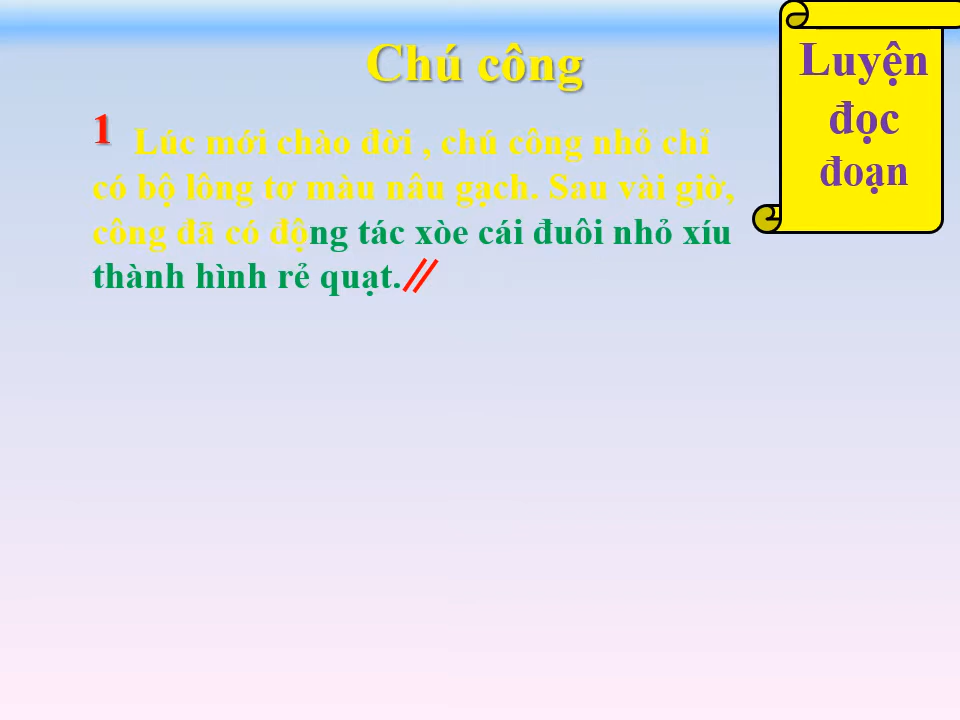 Chú công
Luyện
đọc
đoạn
1
Lúc mới chào đời , chú công nhỏ chỉ
có bộ lông tơ màu nâu gạch. Sau vài giờ,
công đã có động tác xòe cái đuôi nhỏ xíu
thành hình rẻ quạt. //